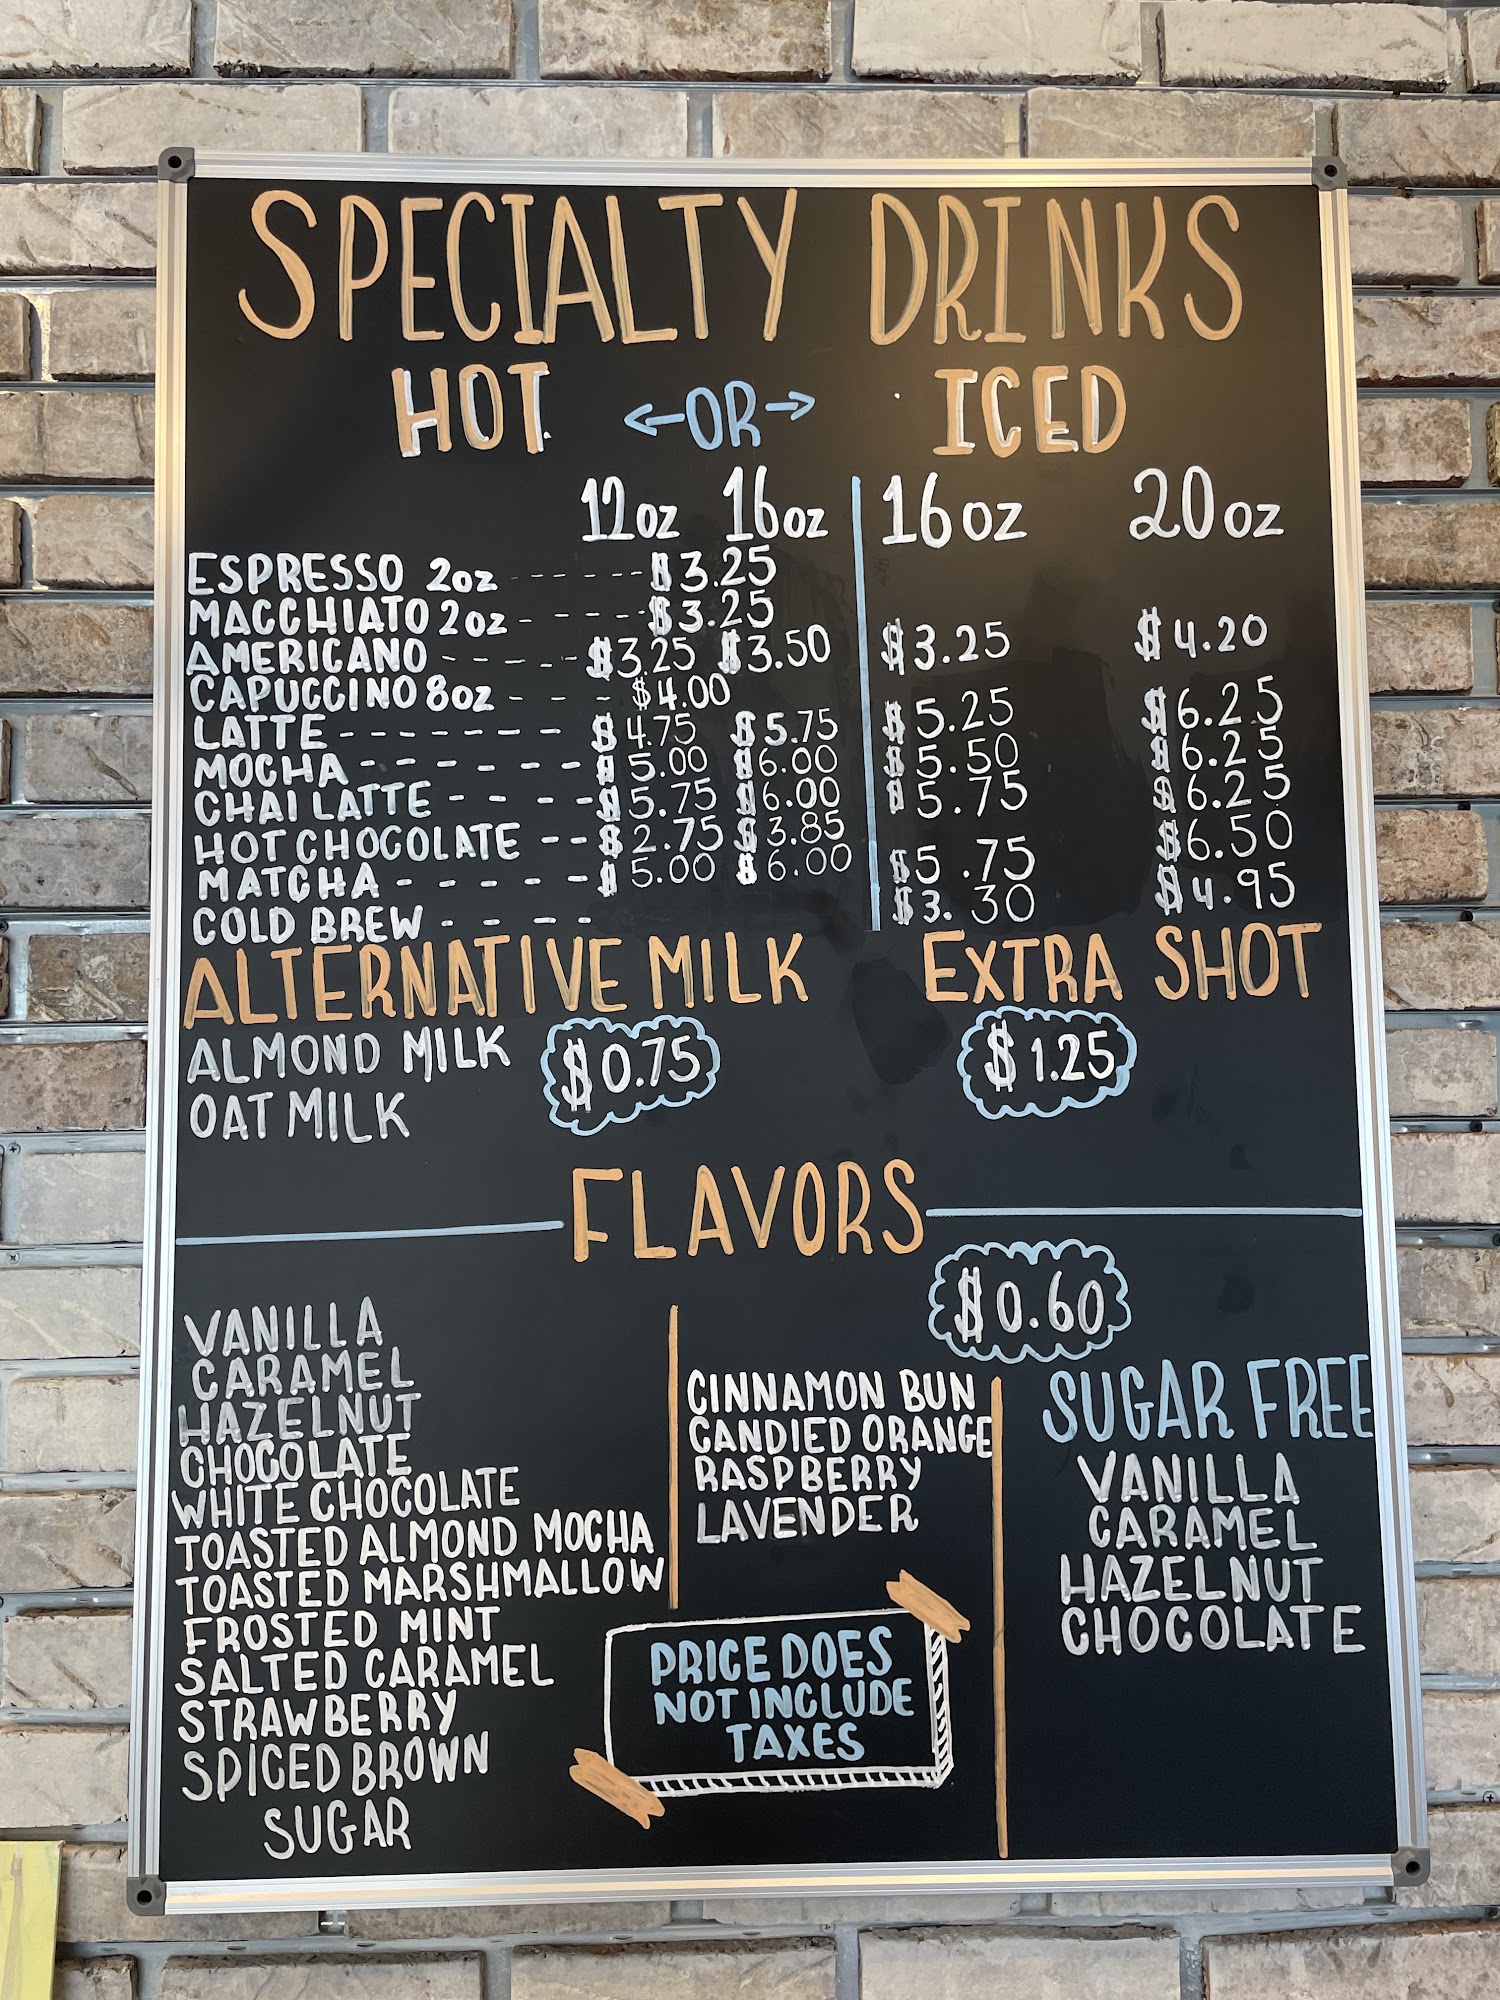 SPECIALTY DRINKS
HOT ←OR→ ICED
12oz 16oz 16oz 20oz
ESPRESSO 2oz ------ $3.25
MACCHIATO 2oz ---- $3.25
AMERICANO ----- $3.25 $3.50 $3.25 $4.20
CAPUCCINO 8oz --- $4.00
LATTE ------- $4.75 $5.75 $5.25 $6.25
MOCHA ------ $5.00 $6.00 $5.50 $6.25
CHAI LATTE ---- $5.75 $6.00 $5.75 $6.25
HOT CHOCOLATE -- $2.75 $3.85
MATCHA ----- $5.00 $6.00 $5.75 $6.50
COLD BREW ---- $3.30 $4.95
ALTERNATIVE MILK EXTRA SHOT
ALMOND MILK $0.75 $1.25
OAT MILK
FLAVORS
$0.60
VANILLA
CARAMEL
HAZELNUT
CHOCOLATE
WHITE CHOCOLATE
TOASTED ALMOND MOCHA
TOASTED MARSHMALLOW
FROSTED MINT
SALTED CARAMEL
STRAWBERRY
SPICED BROWN
SUGAR
CINNAMON BUN
CANDIED ORANGE
RASPBERRY
LAVENDER
PRICE DOES
NOT INCLUDE
TAXES
SUGAR FREE
VANILLA
CARAMEL
HAZELNUT
CHOCOLATE